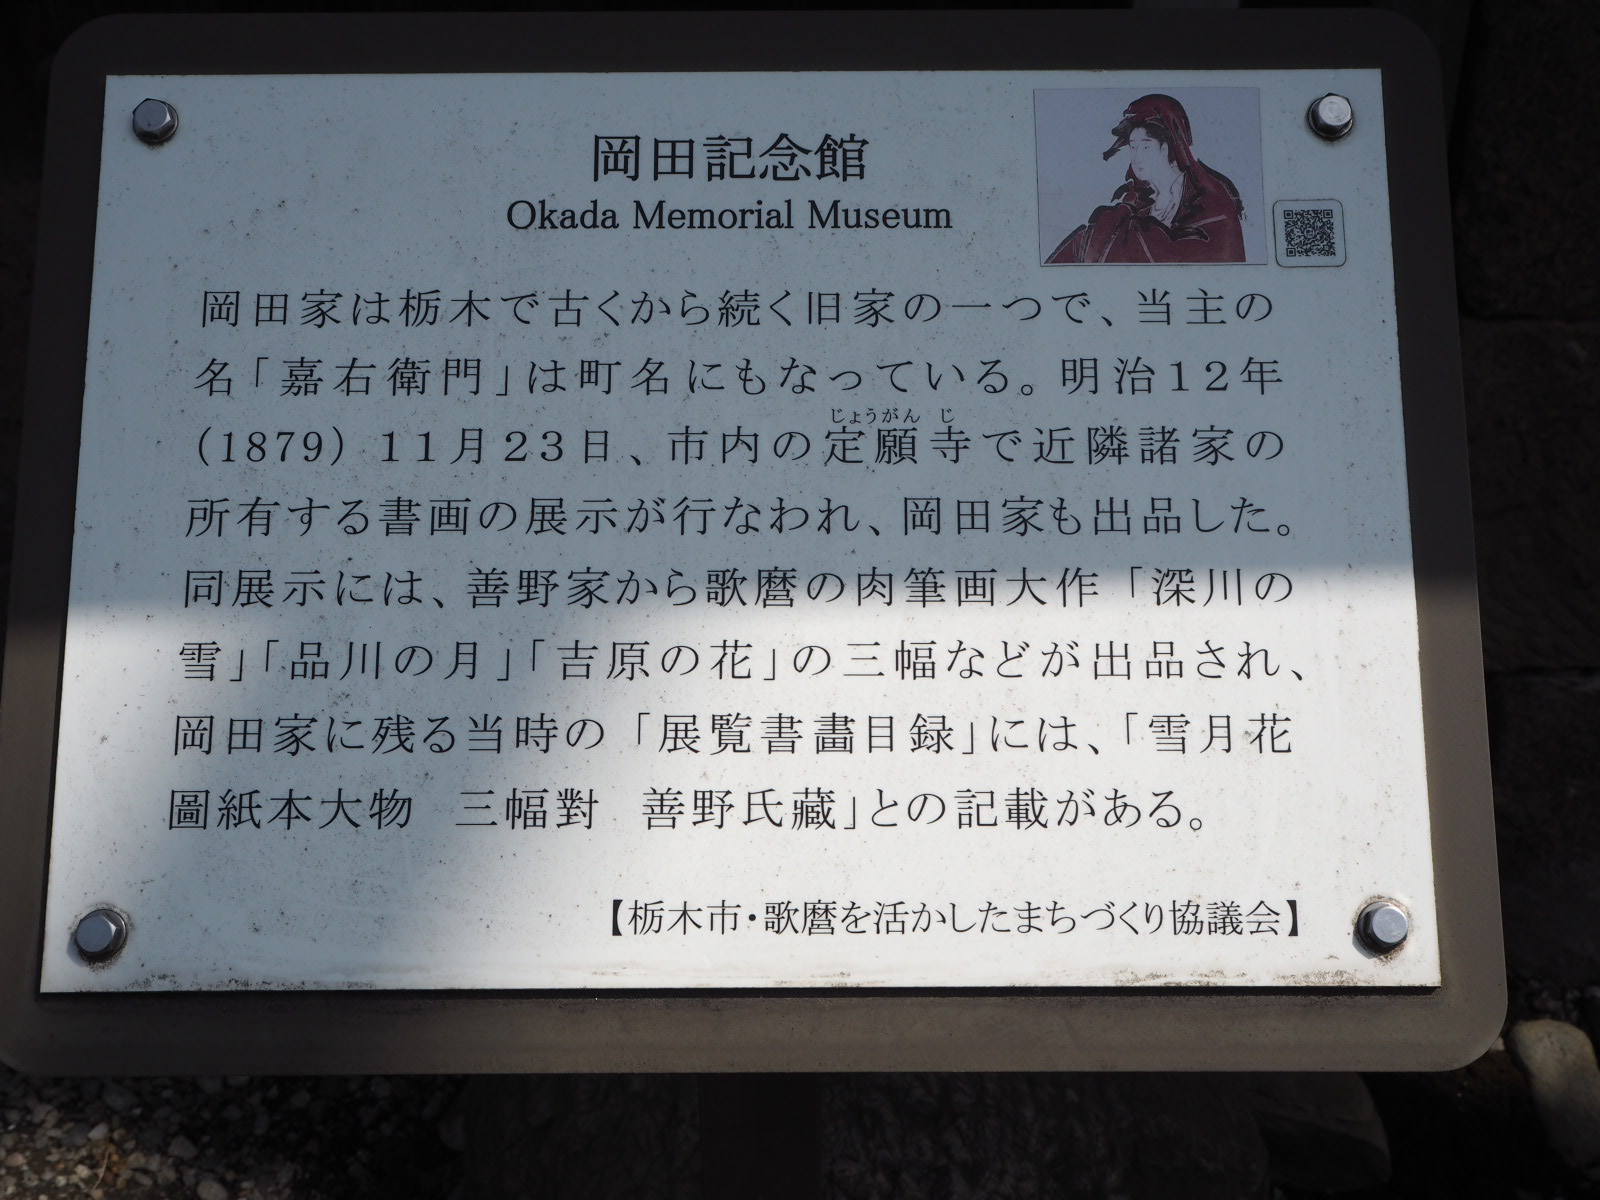 岡田記念館
Okada Memorial Museum
岡田家は栃木で古くから続く旧家の一つで、当主の
名「嘉右衛門」は町名にもなっている。明治12年
じょうがん じ
(1879) 11月23日、市内の定願寺で近隣諸家の
所有する書画の展示が行なわれ、岡田家も出品した。
同展示には、善野家から歌麿の肉筆画大作「深川の
雪」「品川の月」「吉原の花」の三幅などが出品され、
岡田家に残る当時の「展覧書畵目録」には、「雪月花
圖紙本大物 三幅對 善野氏藏」との記載がある。
【栃木市・歌麿を活かしたまちづくり協議会】